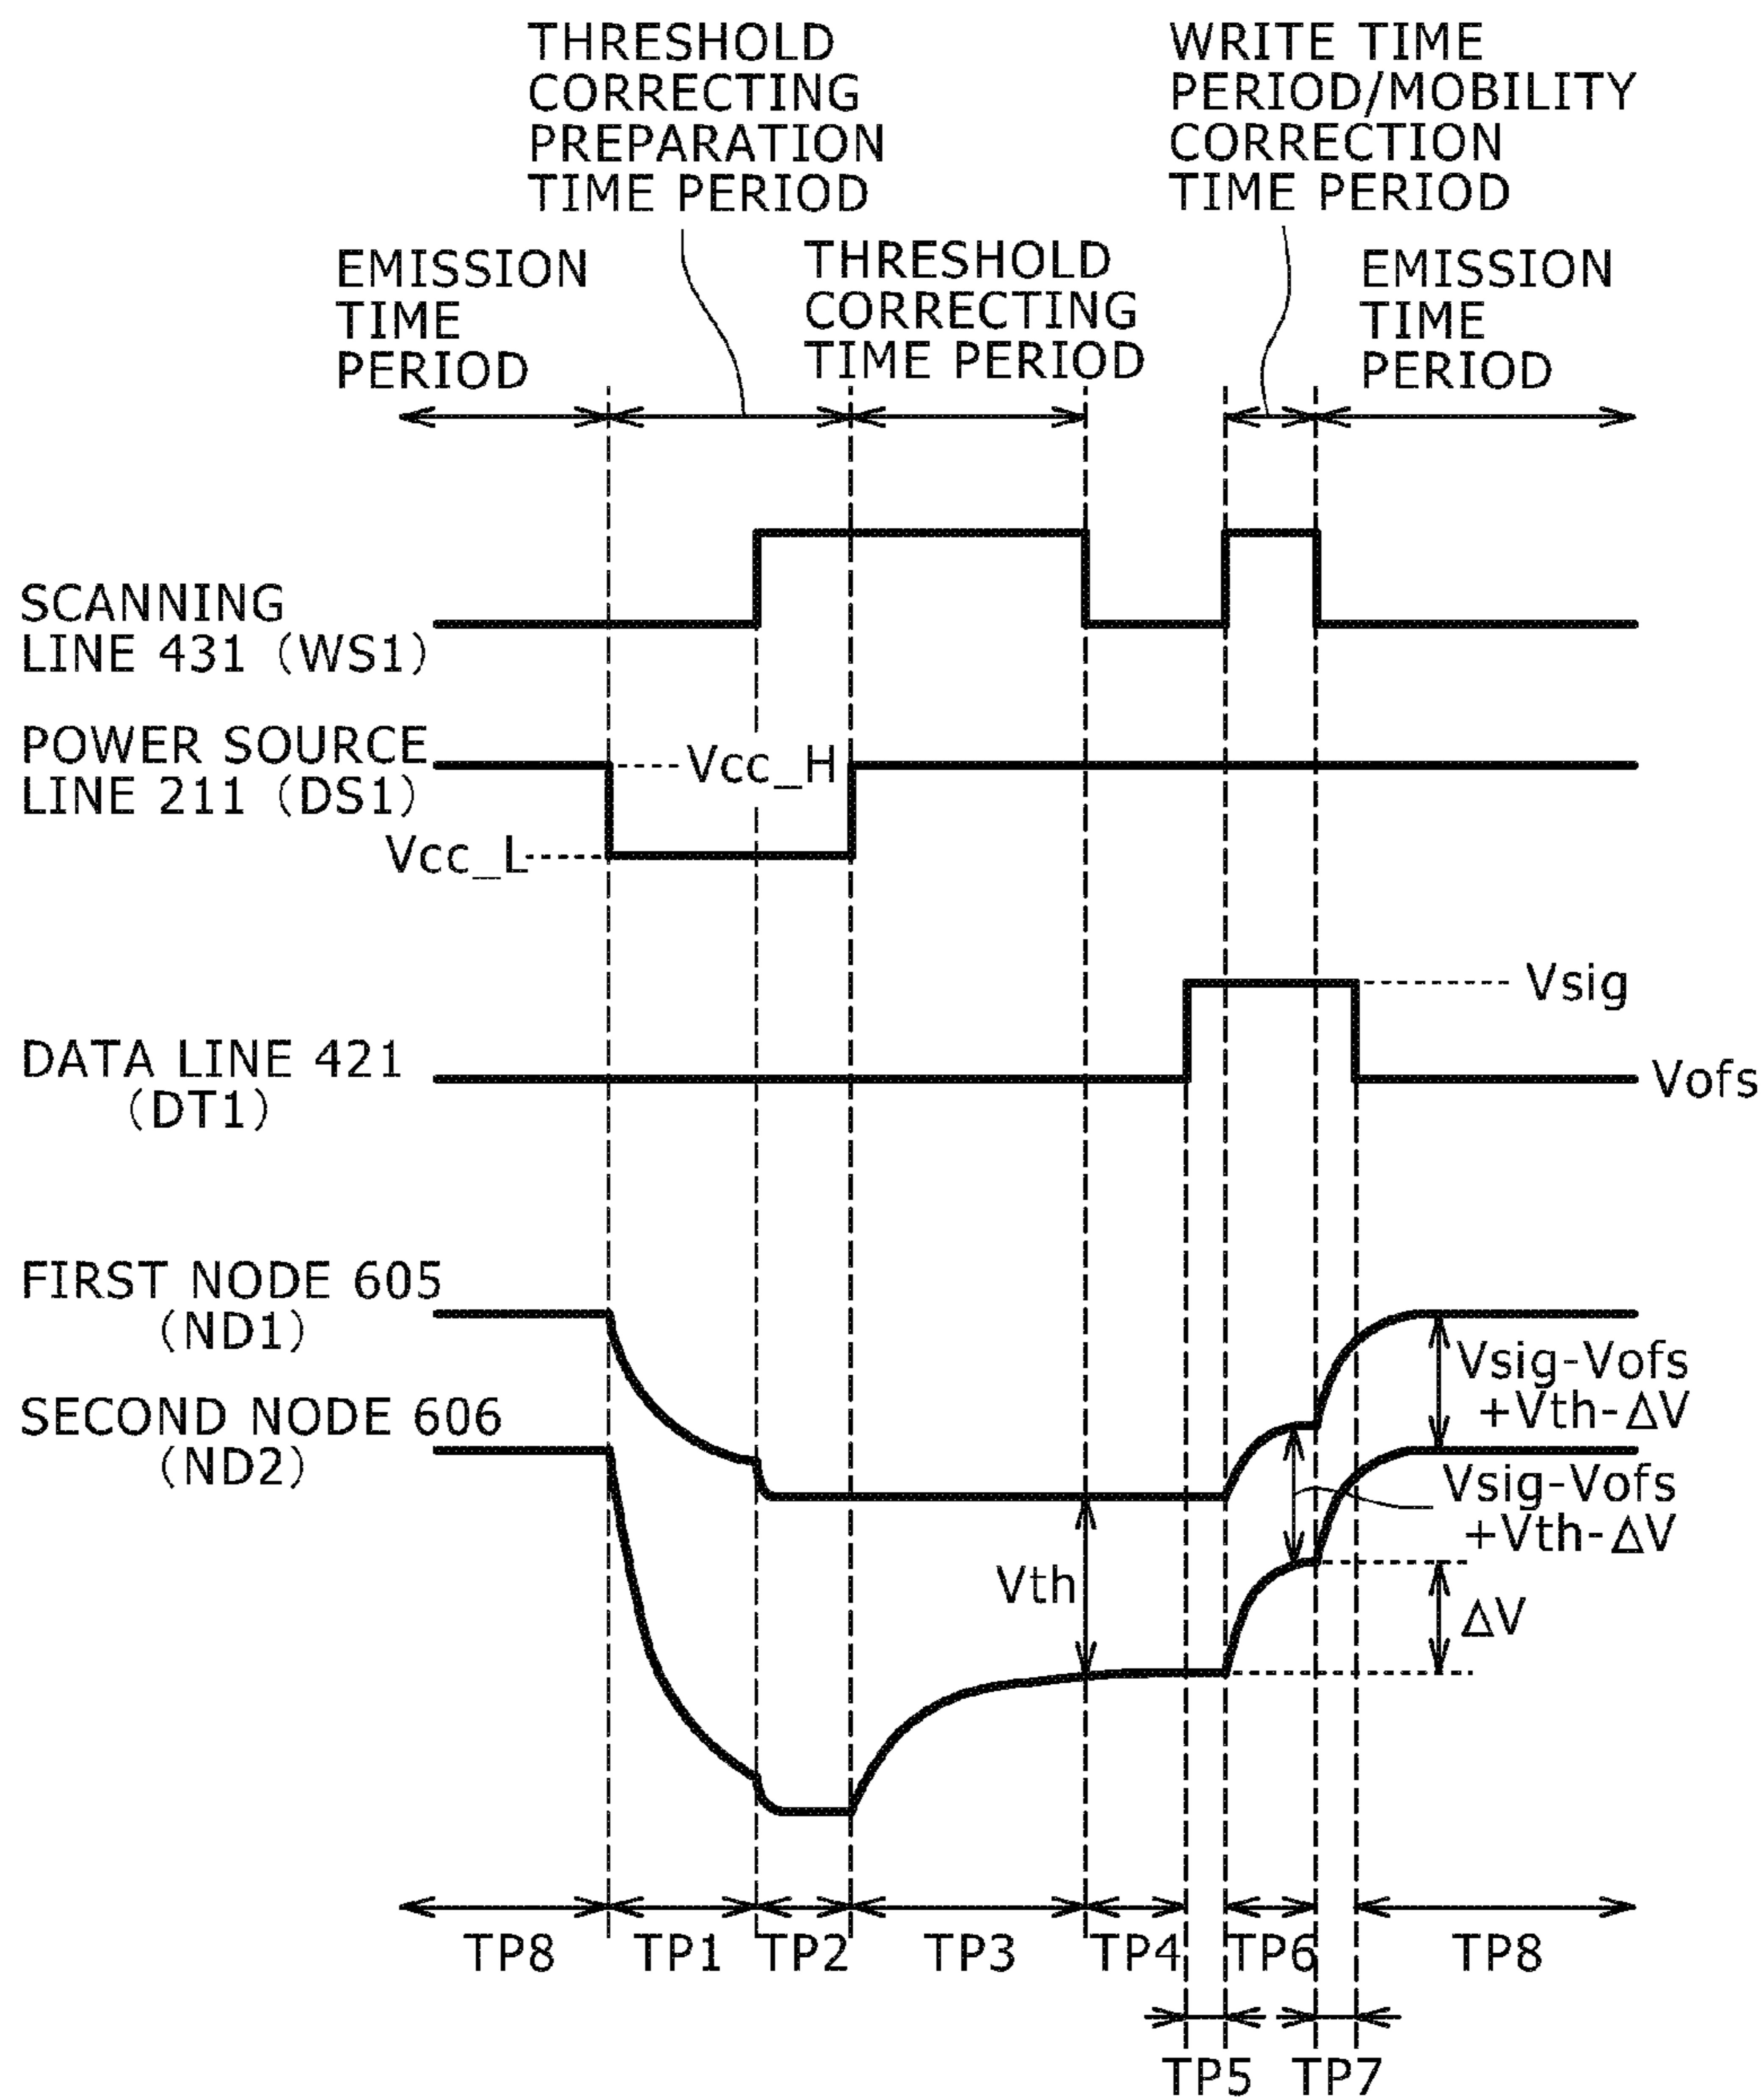 THRESHOLD
CORRECTING
PREPARATION
TIME PERIOD
WRITE TIME
PERIOD/MOBILITY
CORRECTION
TIME PERIOD
EMISSION
TIME
PERIOD
THRESHOLD
CORRECTING
TIME PERIOD
EMISSION
TIME
PERIOD
SCANNING
LINE 431 (WS1)
POWER SOURCE
LINE 211 (DS1)
Vcc_H
Vcc_L
Vsig
DATA LINE 421
(DT1)
Vofs
FIRST NODE 605
(ND1)
Vsig-Vofs
+Vth-ΔV
SECOND NODE 606
(ND2)
Vsig-Vofs
+Vth-ΔV
Vth
ΔV
TP8 TP1 TP2 TP3 TP4 TP6 TP8
TP5 TP7